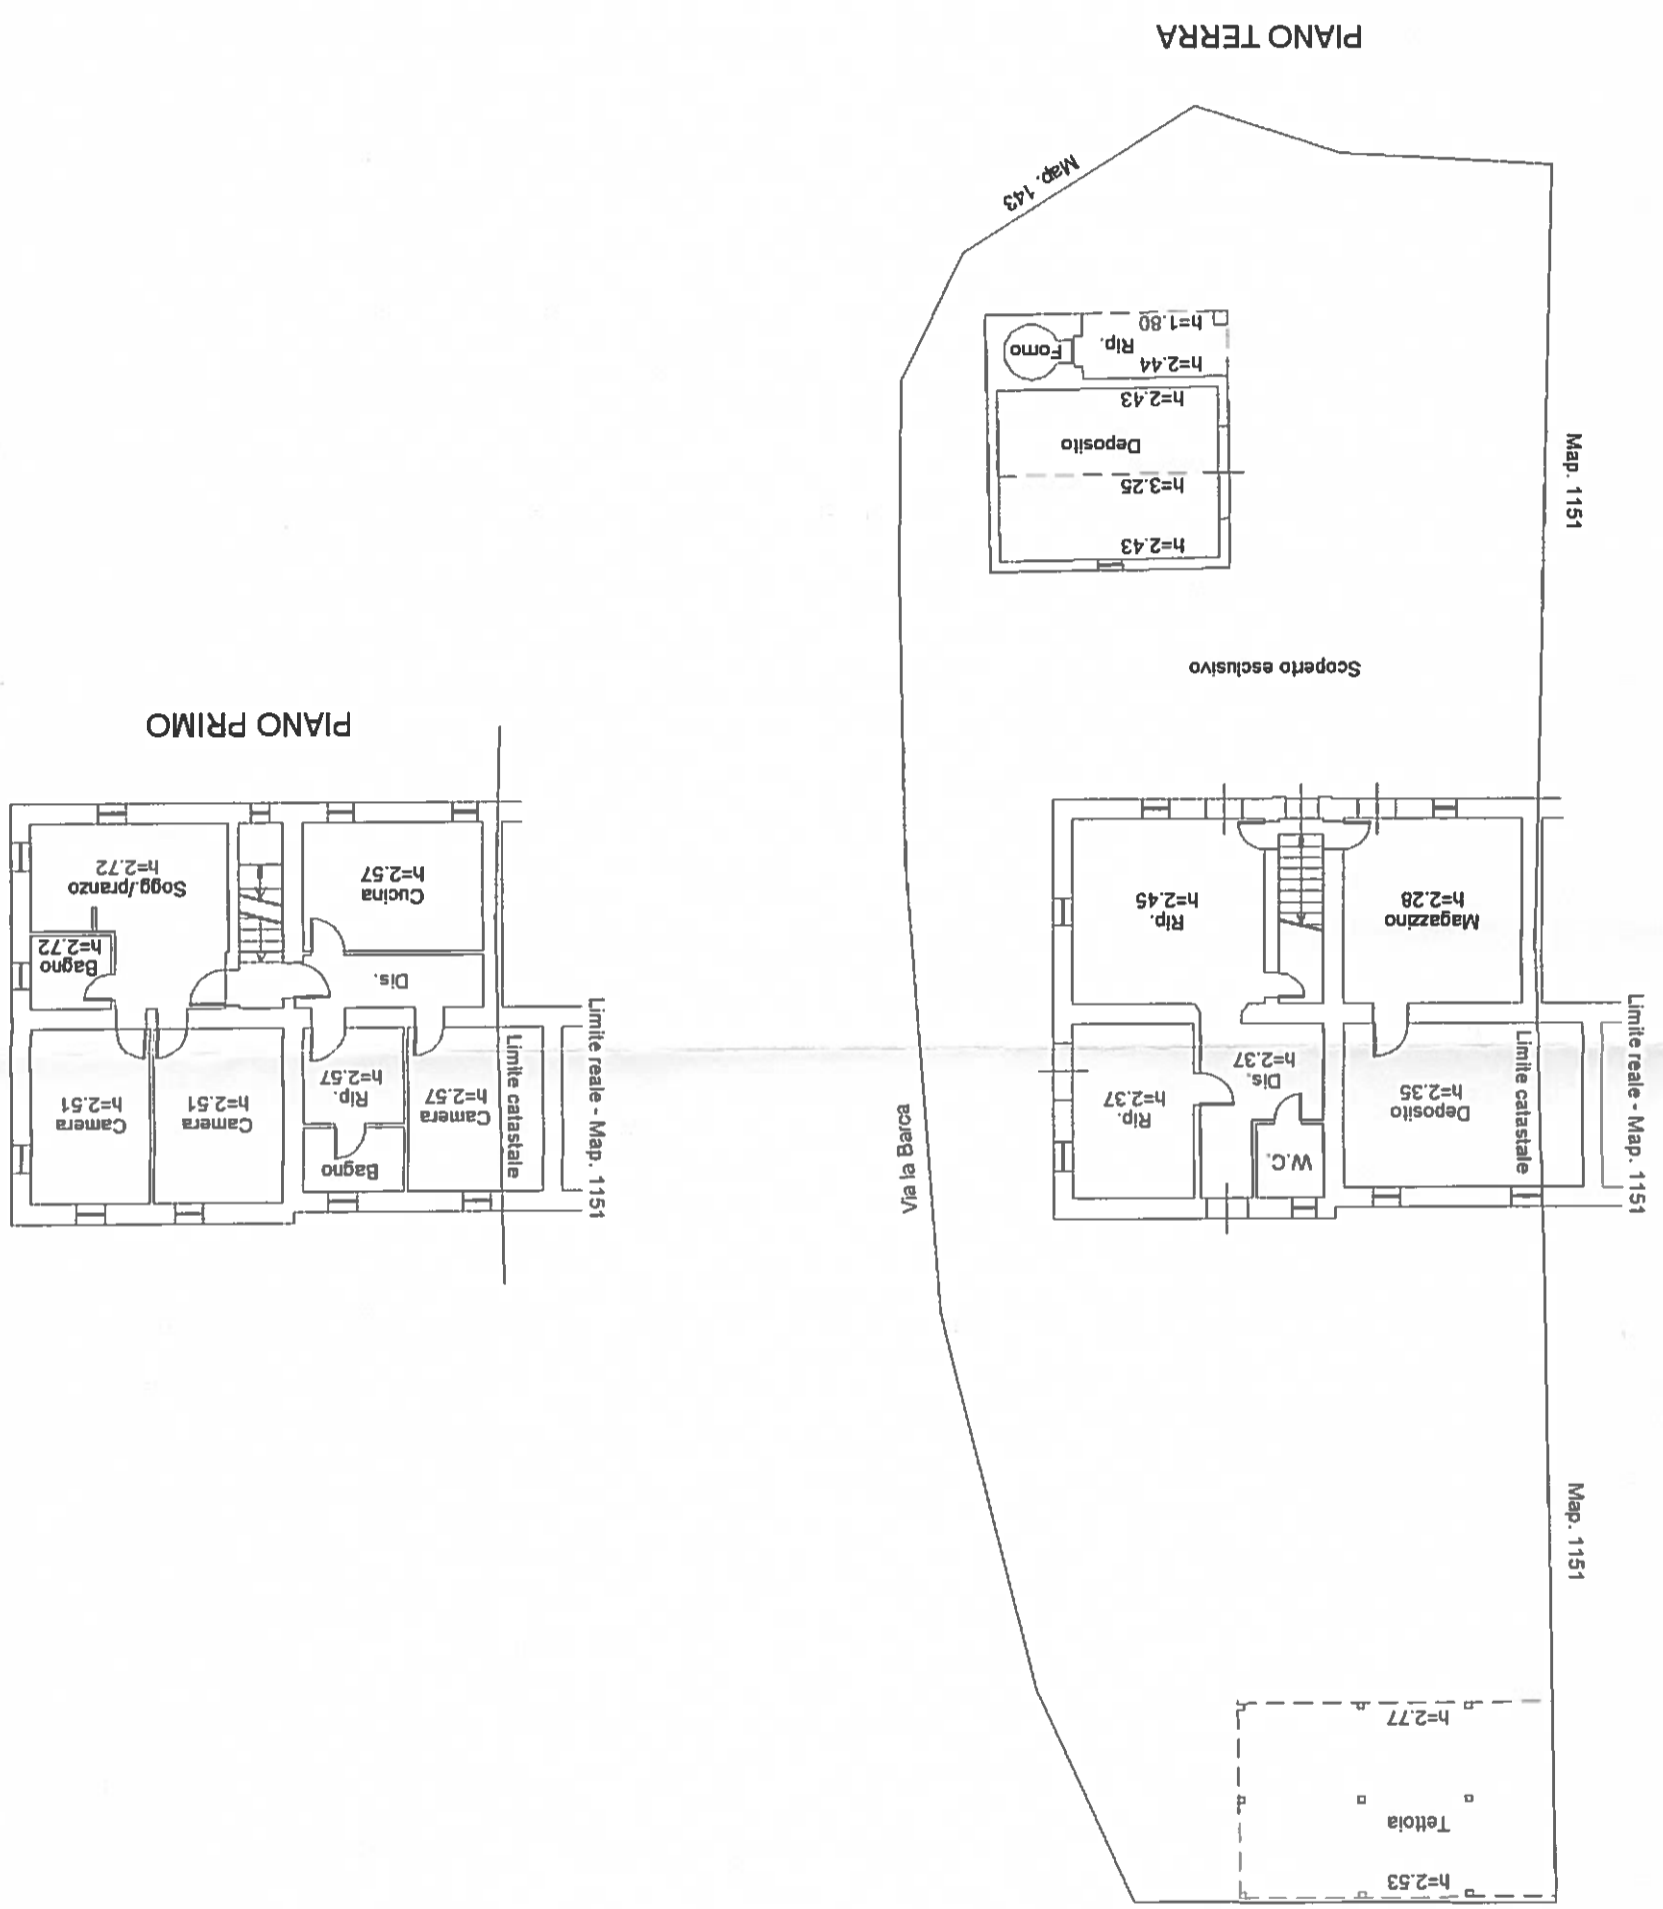 PIANO TERRA
Map. 143
h=1.80
Rip.
h=2.44
Forno
h=2.43
Deposito
h=3.25
h=2.43
Map. 1151
Scoperto esclusivo
Rip.
h=2.45
Magazzino
h=2.28
Rip.
h=2.37
Dis.
h=2.37
W.C.
Deposito
h=2.35
Limite catastale
Limite reale - Map. 1151
Via la Barca
Map. 1151
h=2.77
Tettoia
h=2.53
PIANO PRIMO
Sogg./pranzo
h=2.72
Bagno
h=2.72
Cucina
h=2.57
Dis.
Camera
h=2.51
Camera
h=2.51
Rip.
h=2.57
Bagno
Camera
h=2.57
Limite catastale
Limite reale - Map. 1151